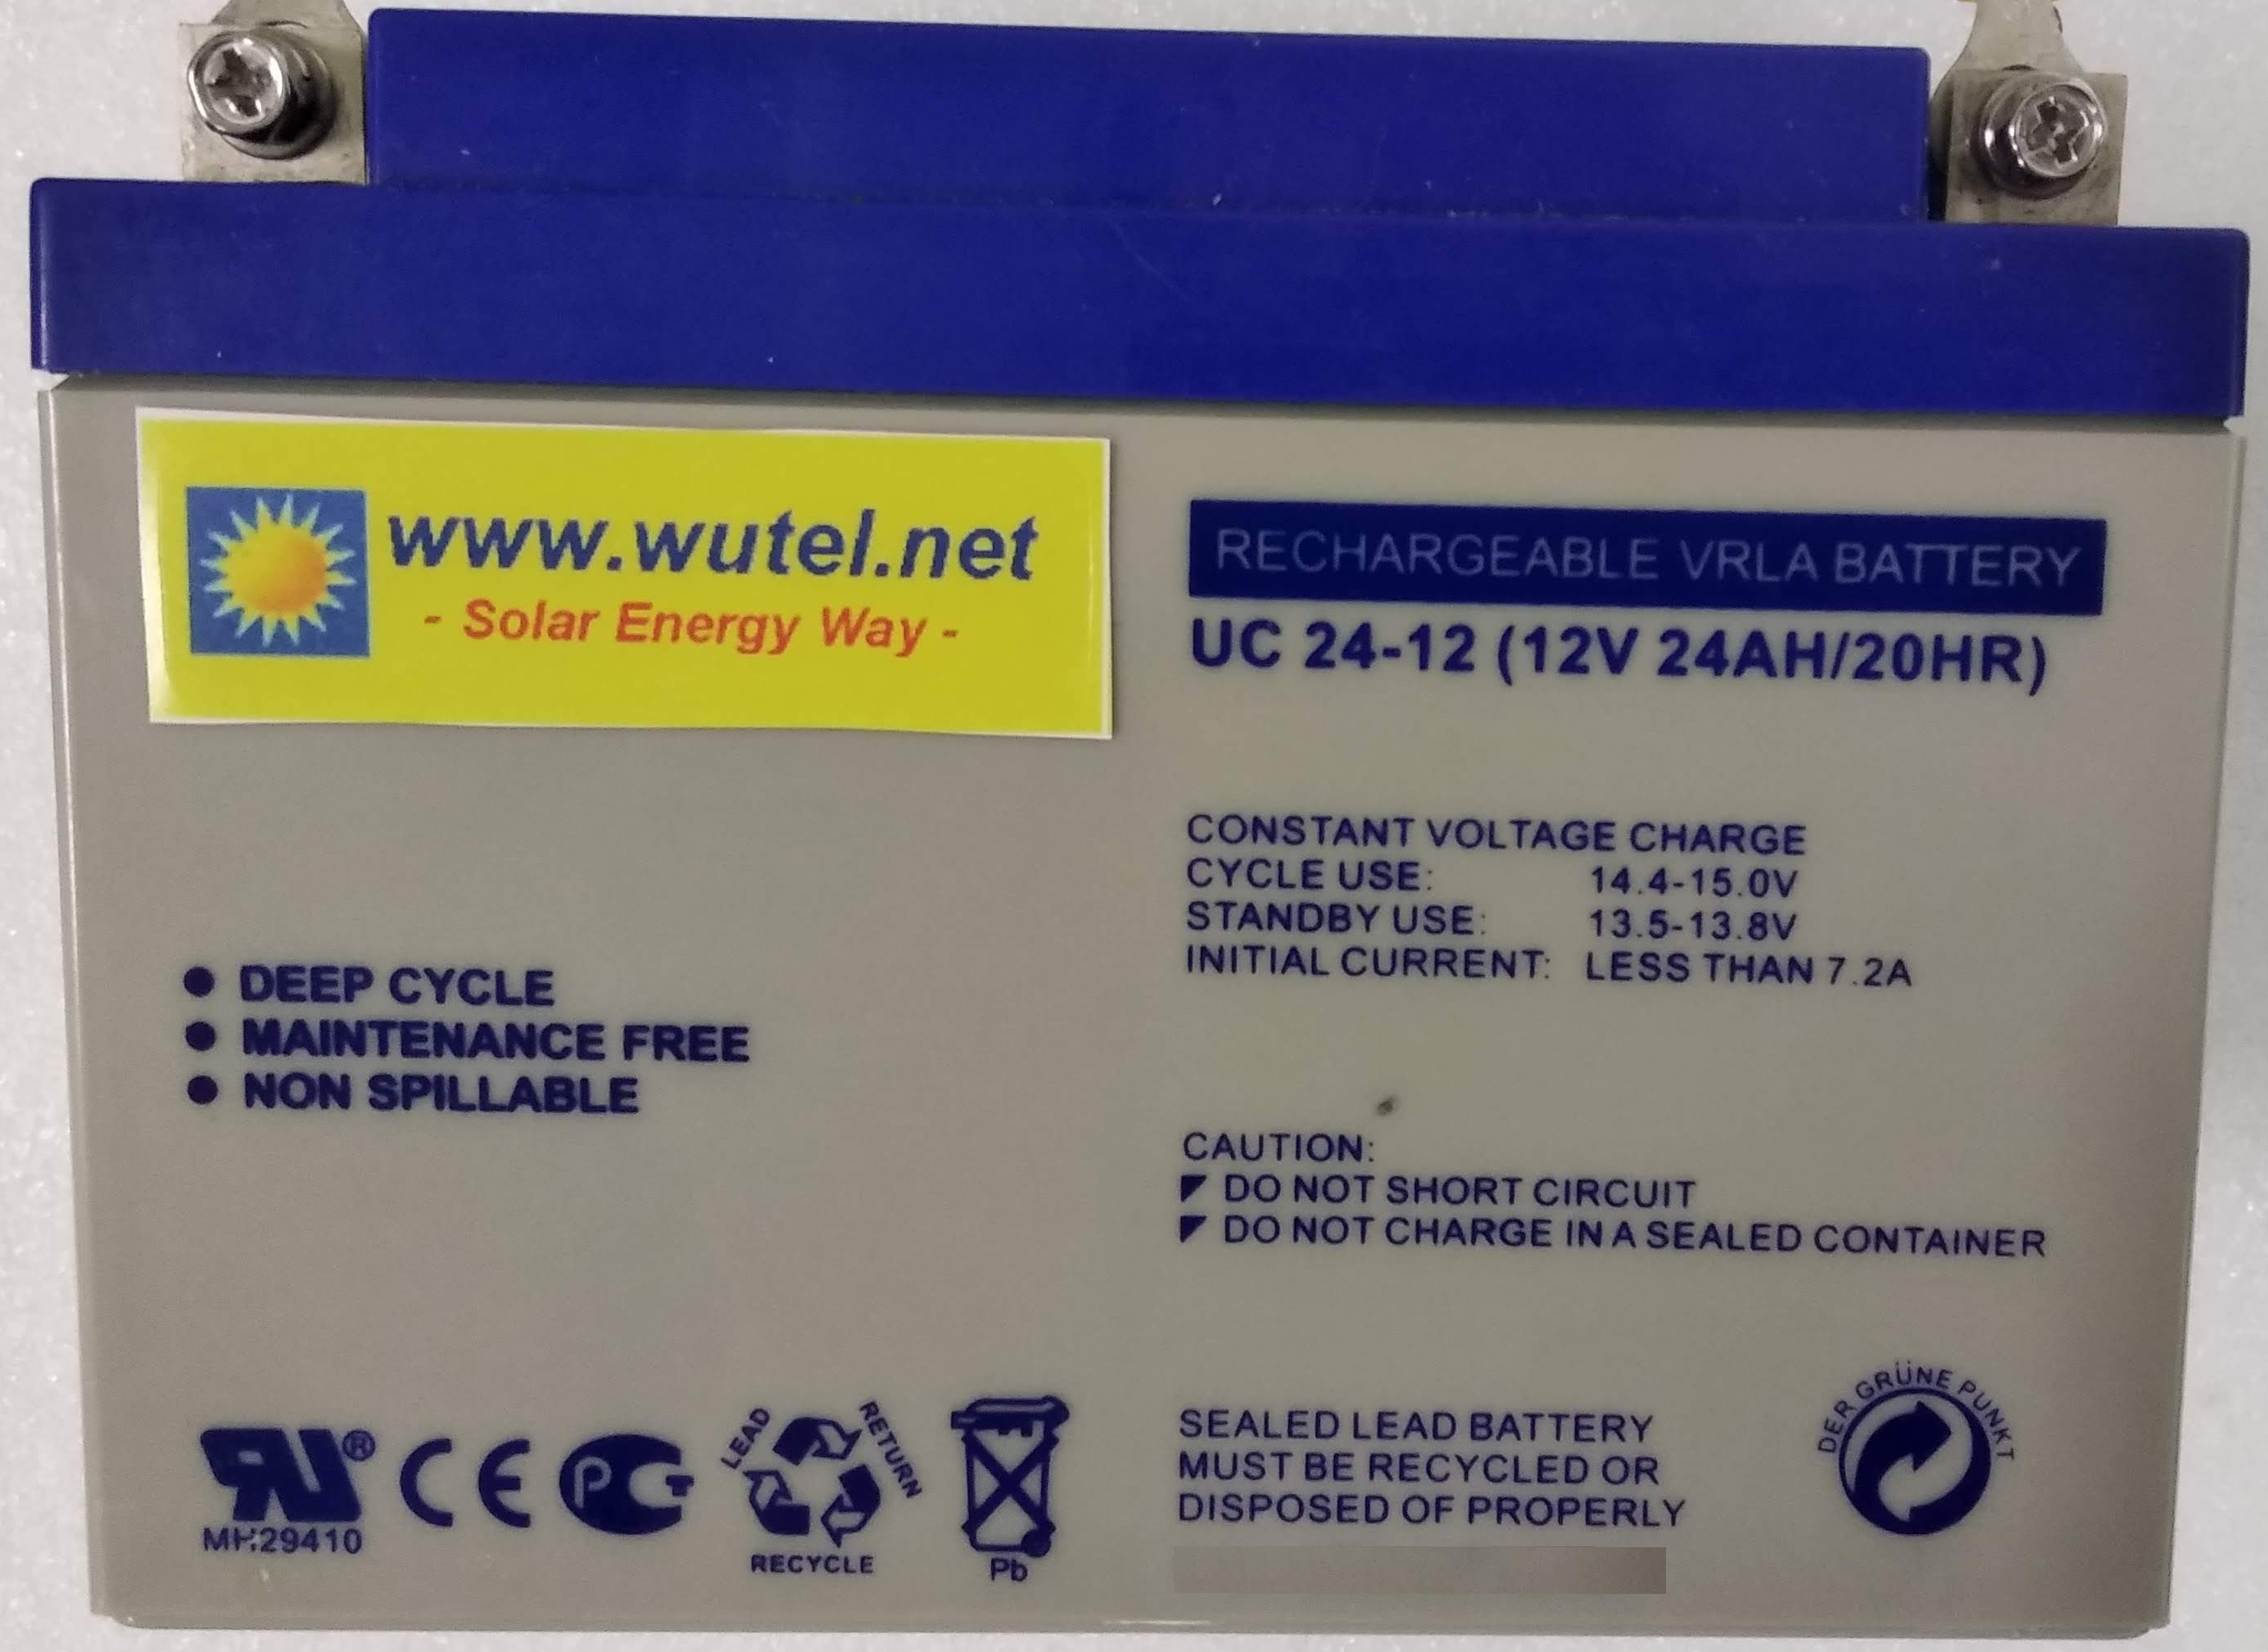 www.wutel.net
- Solar Energy Way -
RECHARGEABLE VRLA BATTERY
UC 24-12 (12V 24AH/20HR)
CONSTANT VOLTAGE CHARGE
CYCLE USE: 14.4-15.0V
STANDBY USE: 13.5-13.8V
INITIAL CURRENT: LESS THAN 7.2A
● DEEP CYCLE
● MAINTENANCE FREE
● NON SPILLABLE
CAUTION:
DO NOT SHORT CIRCUIT
DO NOT CHARGE IN A SEALED CONTAINER
RU®
MH29410
CE
PCT
LEAD
RETURN
RECYCLE
Pb
SEALED LEAD BATTERY
MUST BE RECYCLED OR
DISPOSED OF PROPERLY
DER GRÜNE PUNKT